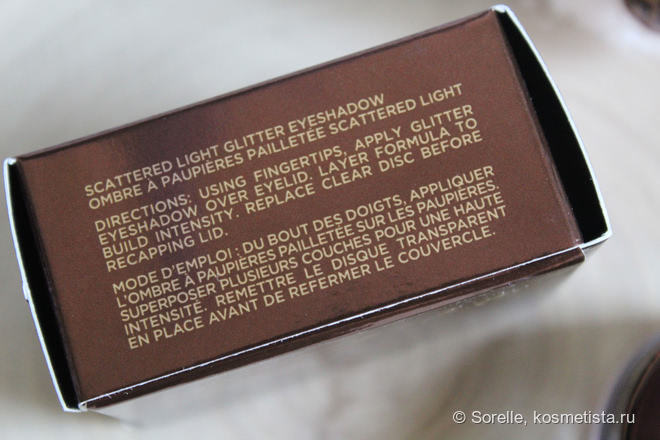 SCATTERED LIGHT GLITTER EYESHADOW
OMBRE À PAUPIÈRES PAILLETÉE SCATTERED LIGHT
DIRECTIONS: USING FINGERTIPS, APPLY GLITTER
EYESHADOW OVER EYELID. LAYER FORMULA TO
BUILD INTENSITY. REPLACE CLEAR DISC BEFORE
RECAPPING LID.
MODE D'EMPLOI : DU BOUT DES DOIGTS, APPLIQUER
L'OMBRE À PAUPIÈRES PAILLETÉE SUR LES PAUPIÈRES.
SUPERPOSER PLUSIEURS COUCHES POUR UNE HAUTE
INTENSITÉ. REMETTRE LE DISQUE TRANSPARENT
EN PLACE AVANT DE REFERMER LE COUVERCLE.
© Sorelle, kosmetista.ru